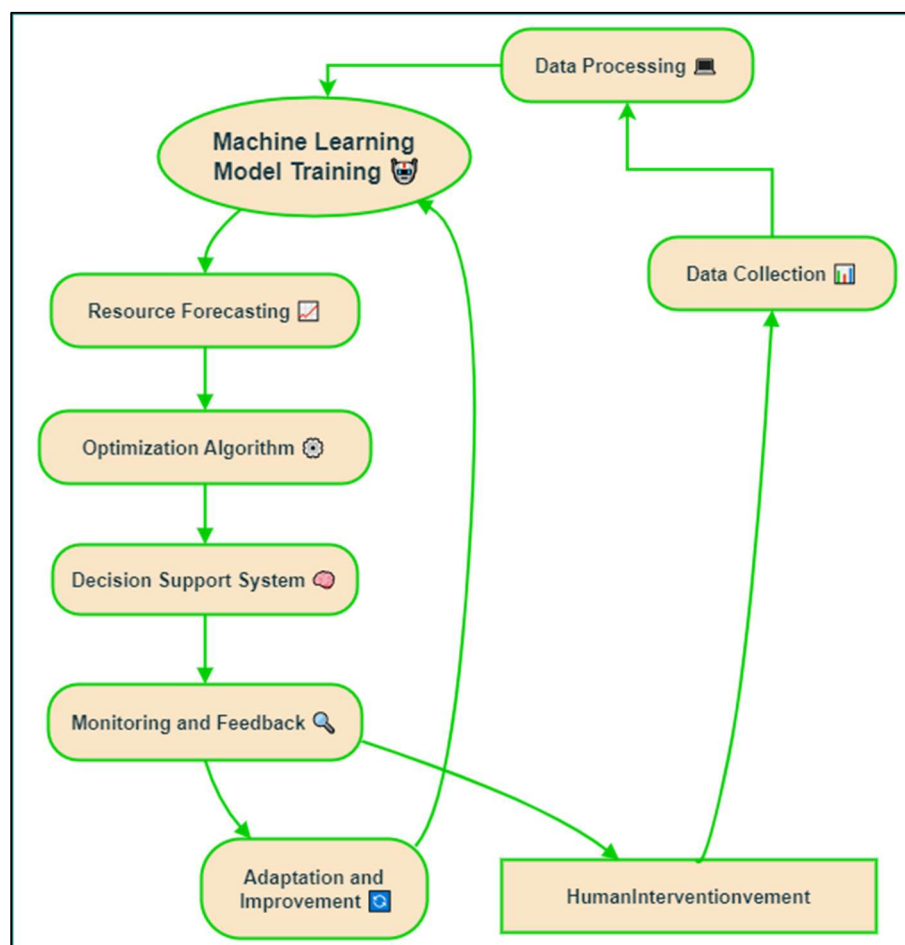 Data Processing 💻
Machine Learning
Model Training 🤖
Data Collection 📊
Resource Forecasting 📈
Optimization Algorithm ⚙️
Decision Support System 🧠
Monitoring and Feedback 🔍
Adaptation and
Improvement 🔄
HumanInterventionvement